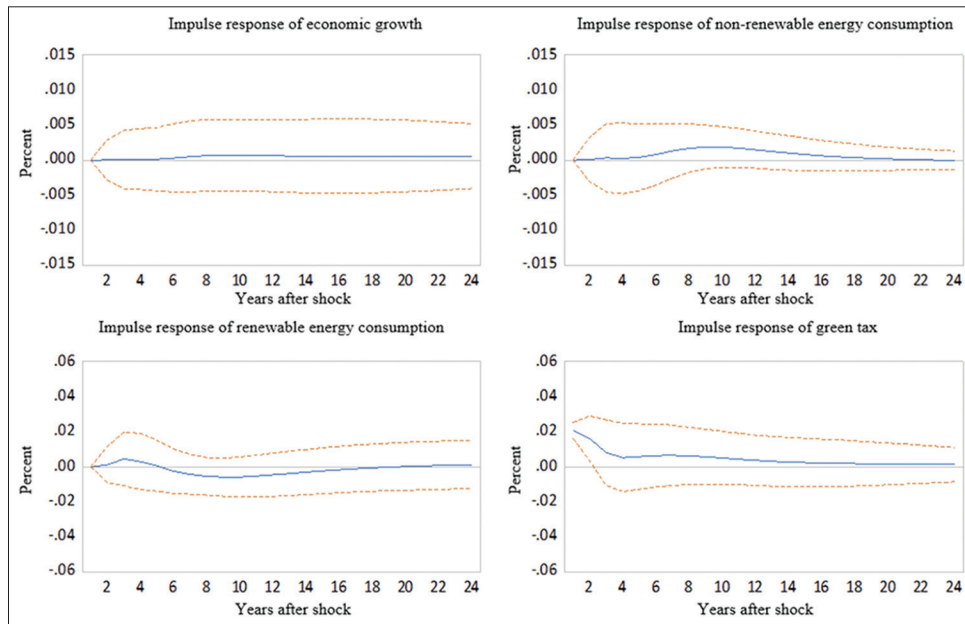 Impulse response of economic growth
.015
.010
.005
.000
-.005
-.010
-.015
Percent
2 4 6 8 10 12 14 16 18 20 22 24
Years after shock
Impulse response of non-renewable energy consumption
.015
.010
.005
.000
-.005
-.010
-.015
Percent
2 4 6 8 10 12 14 16 18 20 22 24
Years after shock
Impulse response of renewable energy consumption
.06
.04
.02
.00
-.02
-.04
-.06
Percent
2 4 6 8 10 12 14 16 18 20 22 24
Years after shock
Impulse response of green tax
.06
.04
.02
.00
-.02
-.04
-.06
Percent
2 4 6 8 10 12 14 16 18 20 22 24
Years after shock